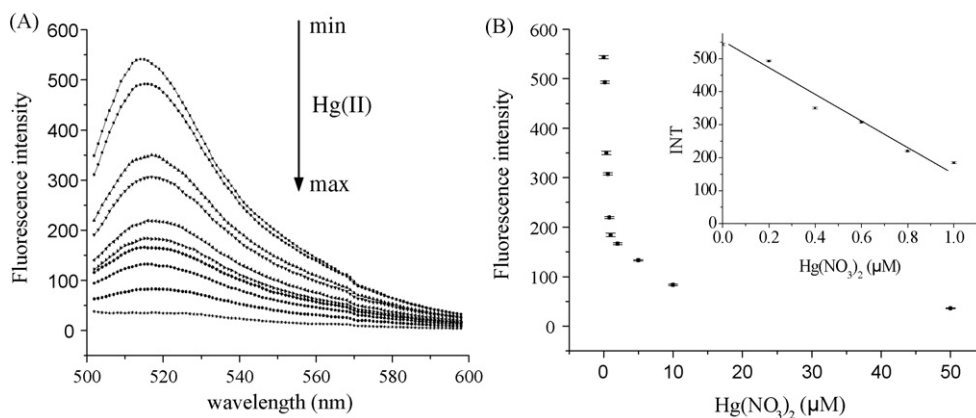 (A)
min
Hg(II)
max
Fluorescence intensity
600
500
400
300
200
100
0
500 520 540 560 580 600
wavelength (nm)
(B)
Fluorescence intensity
600
500
400
300
200
100
0
0 10 20 30 40 50
Hg(NO₃)₂ (µM)
INT
500
400
300
200
100
0
0.0 0.2 0.4 0.6 0.8 1.0
Hg(NO₃)₂ (µM)